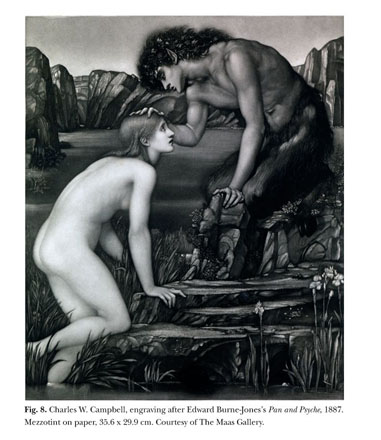 Fig. 8. Charles W. Campbell, engraving after Edward Burne-Jones's Pan and Psyche, 1887.
Mezzotint on paper, 35.6 x 29.9 cm. Courtesy of The Maas Gallery.